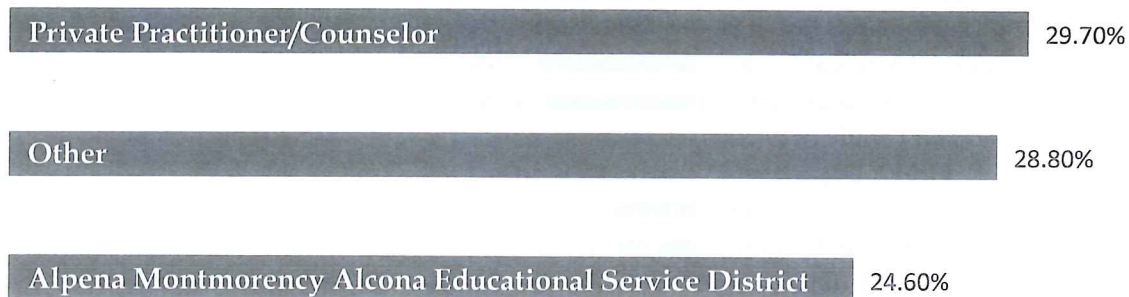 Private Practitioner/Counselor 29.70%
Other 28.80%
Alpena Montmorency Alcona Educational Service District 24.60%